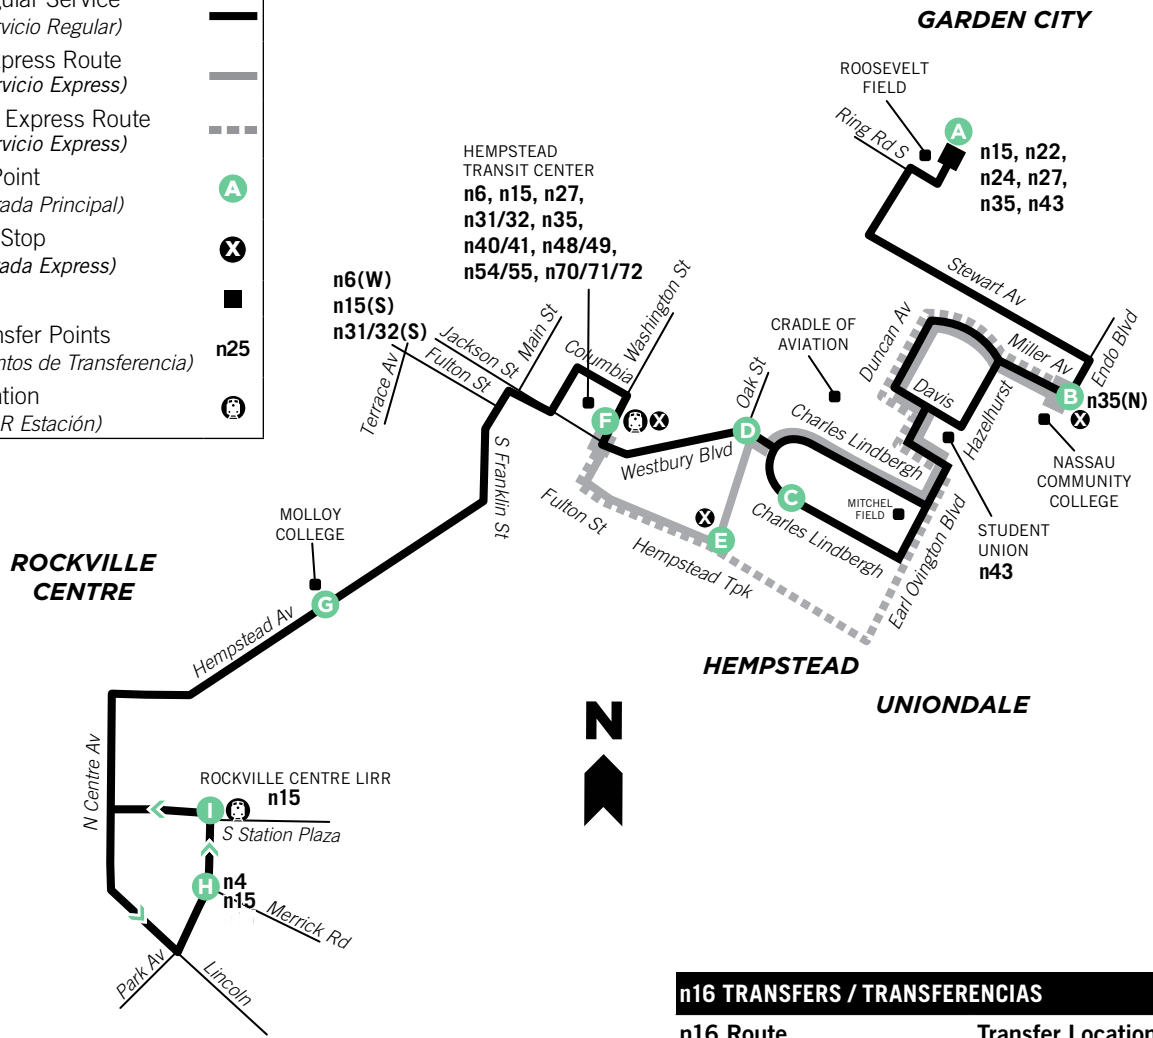 vicio Regular)
press Route
vicio Express)
Express Route
vicio Express)
Point
ada Principal)
A
Stop
X
ada Express)
nsfer Points
n25
ntos de Transferencia)
ation
R Estación)
GARDEN CITY
ROOSEVELT
FIELD
Ring Rd S
A
n15, n22,
n24, n27,
n35, n43
HEMPSTEAD
TRANSIT CENTER
n6, n15, n27,
n31/32, n35,
n40/41, n48/49,
n54/55, n70/71/72
n6(W)
n15(S)
n31/32(S)
Stewart Av
Endo Blvd
Washington St
Main St
Jackson St
Fulton St
Terrace Av
Columbia
CRADLE OF
AVIATION
Duncan Av
Miller Av
Davis
Hazelhurst
B
n35(N)
X
NASSAU
COMMUNITY
COLLEGE
Oak St
F
X
D
Westbury Blvd
Charles Lindbergh
S Franklin St
C
MITCHEL
FIELD
Charles Lindbergh
STUDENT
UNION
n43
Fulton St
X
E
Hempstead Tpk
Earl Ovington Blvd
MOLLOY
COLLEGE
ROCKVILLE
CENTRE
G
Hempstead Av
HEMPSTEAD
UNIONDALE
N
N Centre Av
ROCKVILLE CENTRE LIRR
n15
I
S Station Plaza
H
n4
n15
Merrick Rd
Park Av
Lincoln
n16 TRANSFERS / TRANSFERENCIAS
n16 Route Transfer Location